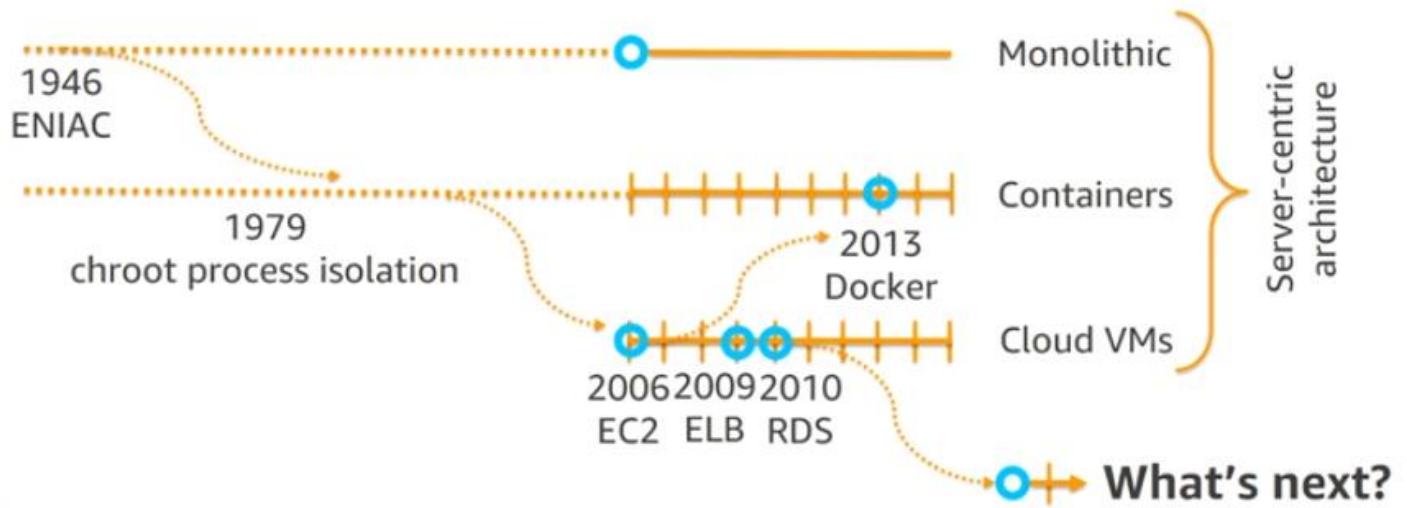 Monolithic
1946
ENIAC
Containers
1979
chroot process isolation
2013
Docker
Cloud VMs
2006 2009 2010
EC2 ELB RDS
Server-centric
architecture
What's next?